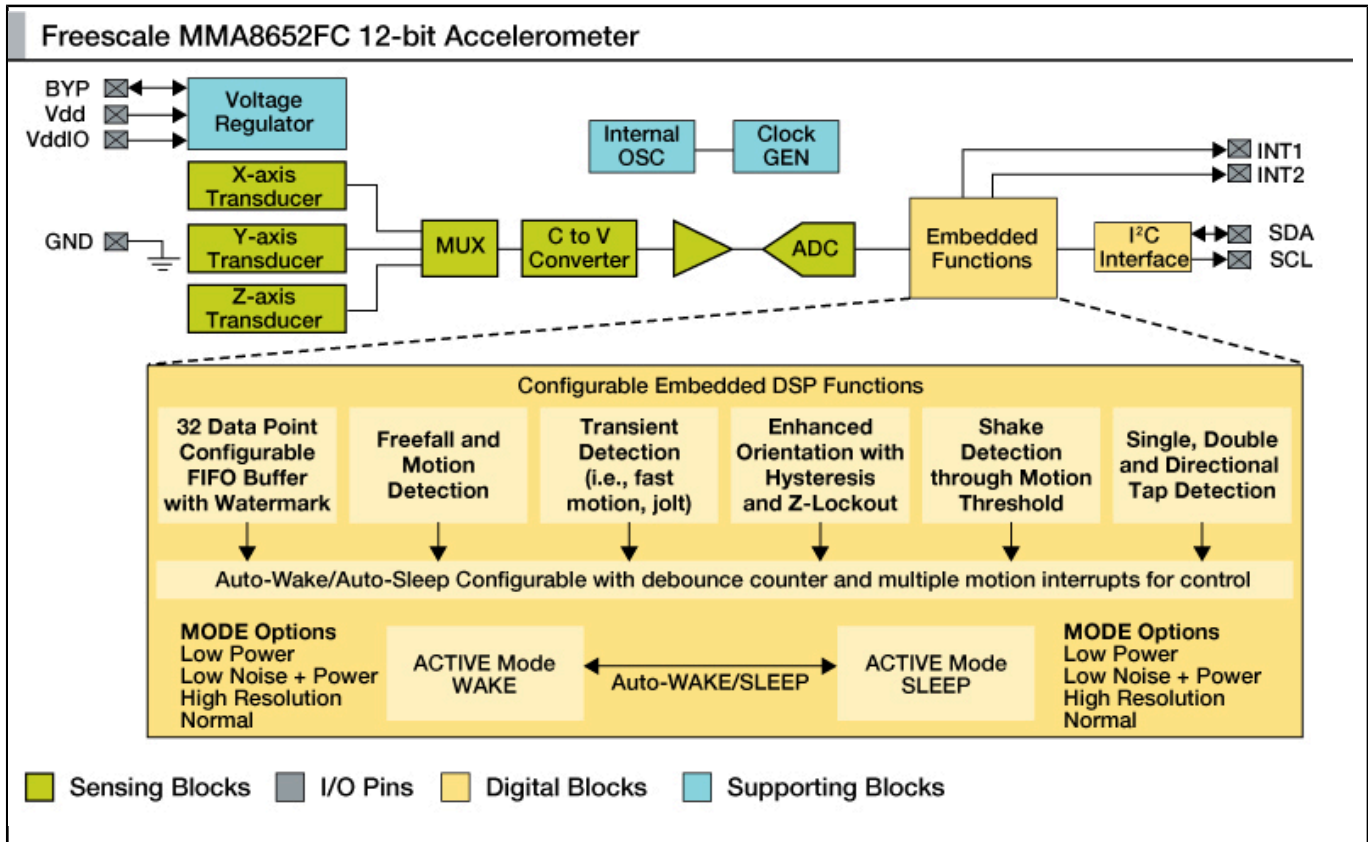 Freescale MMA8652FC 12-bit Accelerometer
BYP
Vdd
VddIO
Voltage
Regulator
Internal
OSC
Clock
GEN
INT1
INT2
X-axis
Transducer
GND
Y-axis
Transducer
Z-axis
Transducer
MUX
C to V
Converter
ADC
Embedded
Functions
I²C
Interface
SDA
SCL
Configurable Embedded DSP Functions
32 Data Point
Configurable
FIFO Buffer
with Watermark
Freefall and
Motion
Detection
Transient
Detection
(i.e., fast
motion, jolt)
Enhanced
Orientation with
Hysteresis
and Z-Lockout
Shake
Detection
through Motion
Threshold
Single, Double
and Directional
Tap Detection
Auto-Wake/Auto-Sleep Configurable with debounce counter and multiple motion interrupts for control
MODE Options
Low Power
Low Noise + Power
High Resolution
Normal
ACTIVE Mode
WAKE
Auto-WAKE/SLEEP
ACTIVE Mode
SLEEP
MODE Options
Low Power
Low Noise + Power
High Resolution
Normal
Sensing Blocks
I/O Pins
Digital Blocks
Supporting Blocks